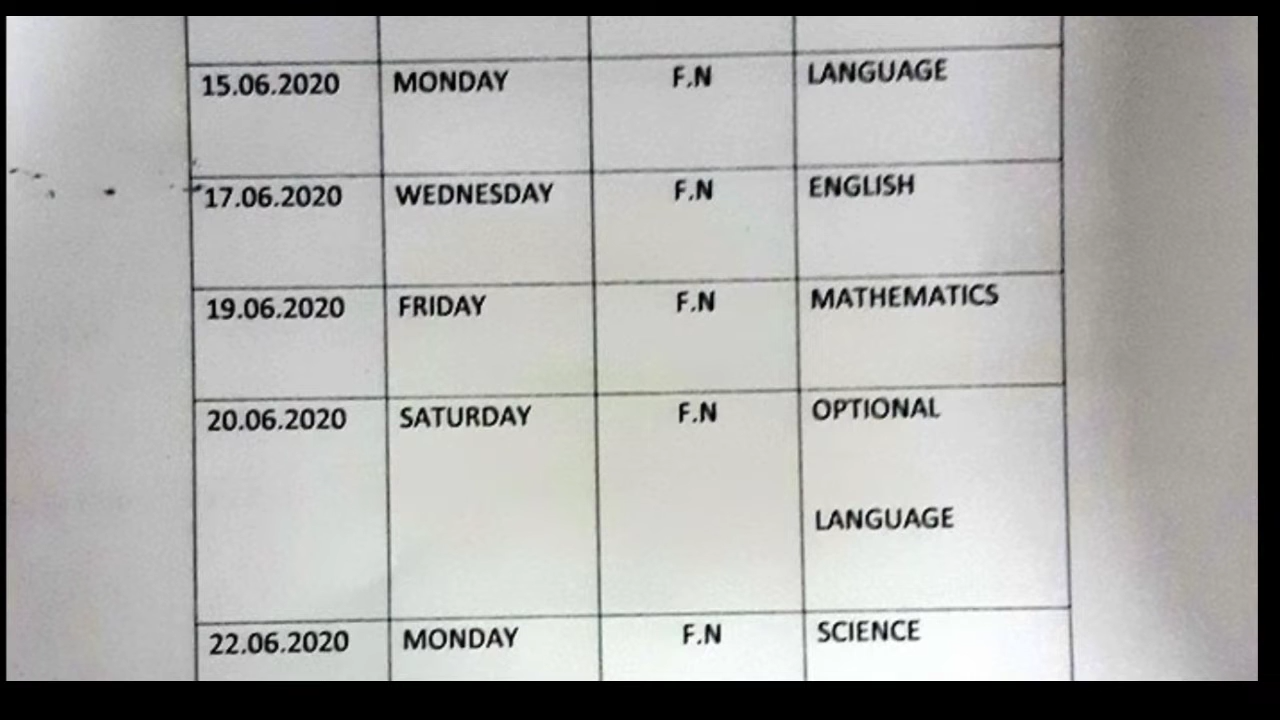 15.06.2020 MONDAY F.N LANGUAGE
17.06.2020 WEDNESDAY F.N ENGLISH
19.06.2020 FRIDAY F.N MATHEMATICS
20.06.2020 SATURDAY F.N OPTIONAL
LANGUAGE
22.06.2020 MONDAY F.N SCIENCE